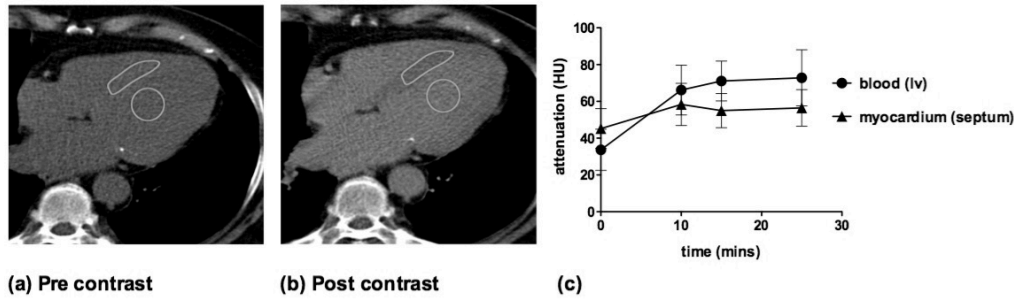 100
80
60
40
20
0
attenuation (HU)
0 10 20 30
time (mins)
blood (lv)
myocardium (septum)
(a) Pre contrast
(b) Post contrast
(c)